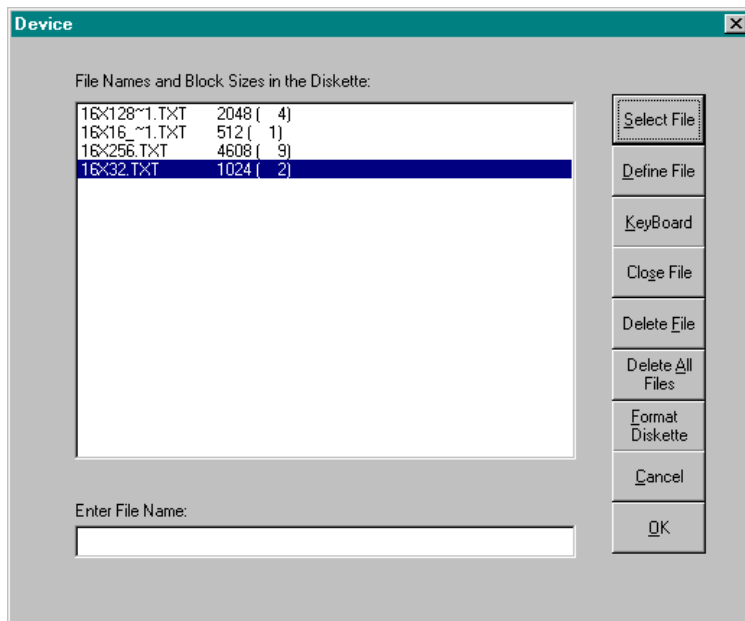 Device
File Names and Block Sizes in the Diskette:
16X128~1.TXT 2048 ( 4)
16X16_~1.TXT 512 ( 1)
16X256.TXT 4608 ( 9)
16X32.TXT 1024 ( 2)
Select File
Define File
KeyBoard
Close File
Delete File
Delete All
Files
Format
Diskette
Cancel
OK
Enter File Name: